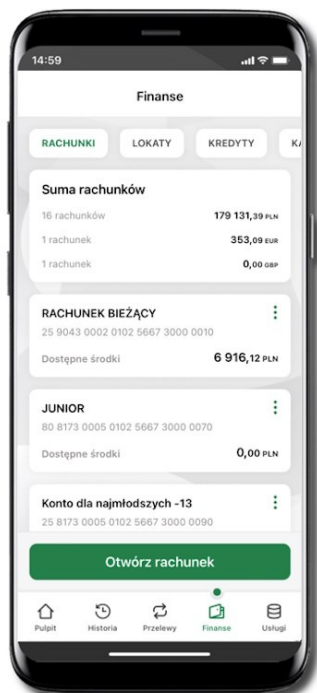 14:59
Finanse
RACHUNKI LOKATY KREDYTY
Suma rachunków
16 rachunków 179 131,39 PLN
1 rachunek 353,09 EUR
1 rachunek 0,00 GBP
RACHUNEK BIEŻĄCY
25 9043 0002 0102 5667 3000 0010
Dostępne środki 6 916,12 PLN
JUNIOR
80 8173 0005 0102 5667 3000 0070
Dostępne środki 0,00 PLN
Konto dla najmłodszych -13
25 8173 0005 0102 5667 3000 0090
Otwórz rachunek
Pulpit Historia Przelewy Finanse Usługi